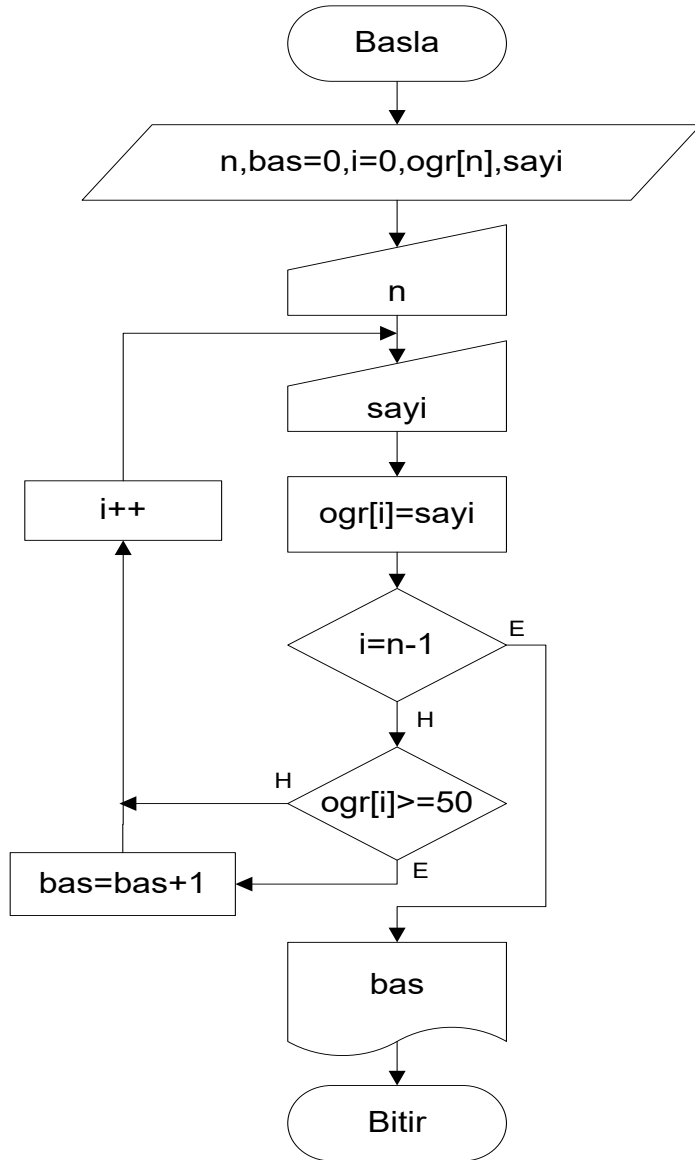 Basla
n,bas=0,i=0,ogr[n],sayi
n
sayi
i++
ogr[i]=sayi
i=n-1
E
H
ogr[i]>=50
H
E
bas=bas+1
bas
Bitir